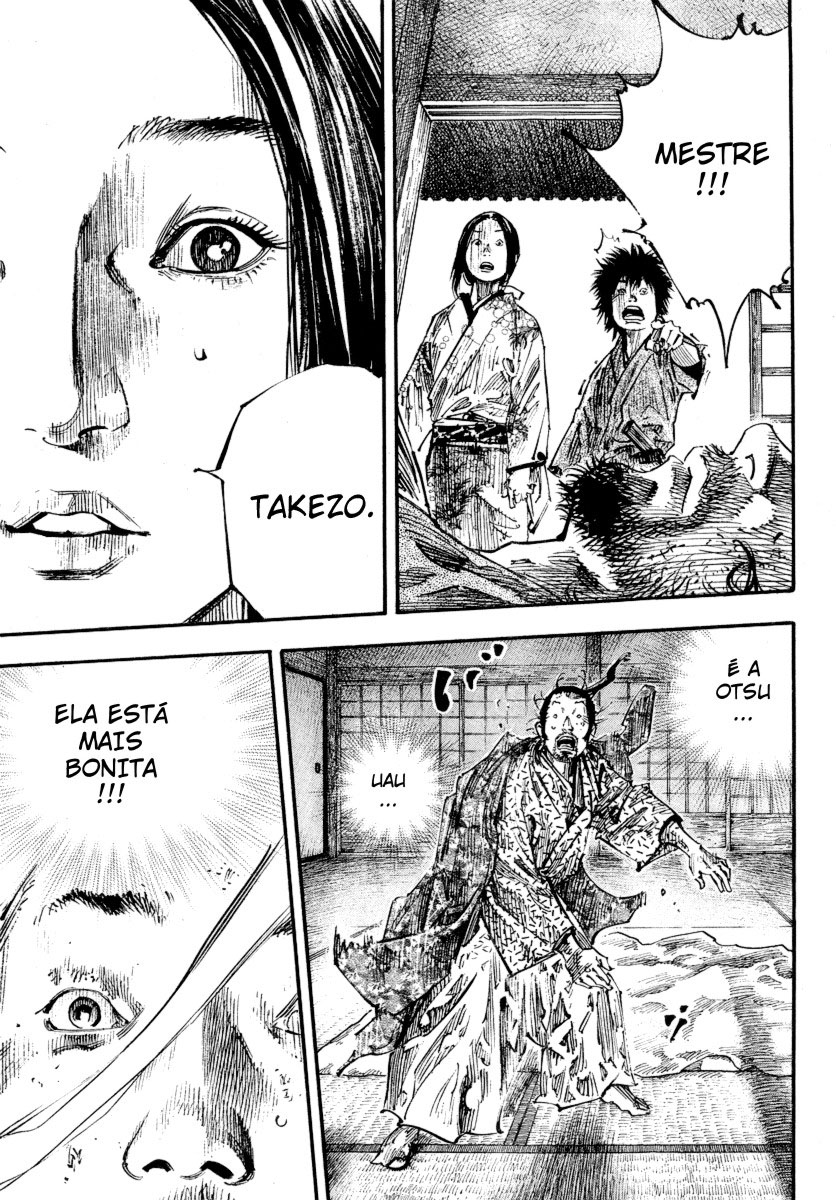 MESTRE
!!!
TAKEZO.
É A
OTSU
...
UAU
...
ELA ESTÁ
MAIS
BONITA
!!!